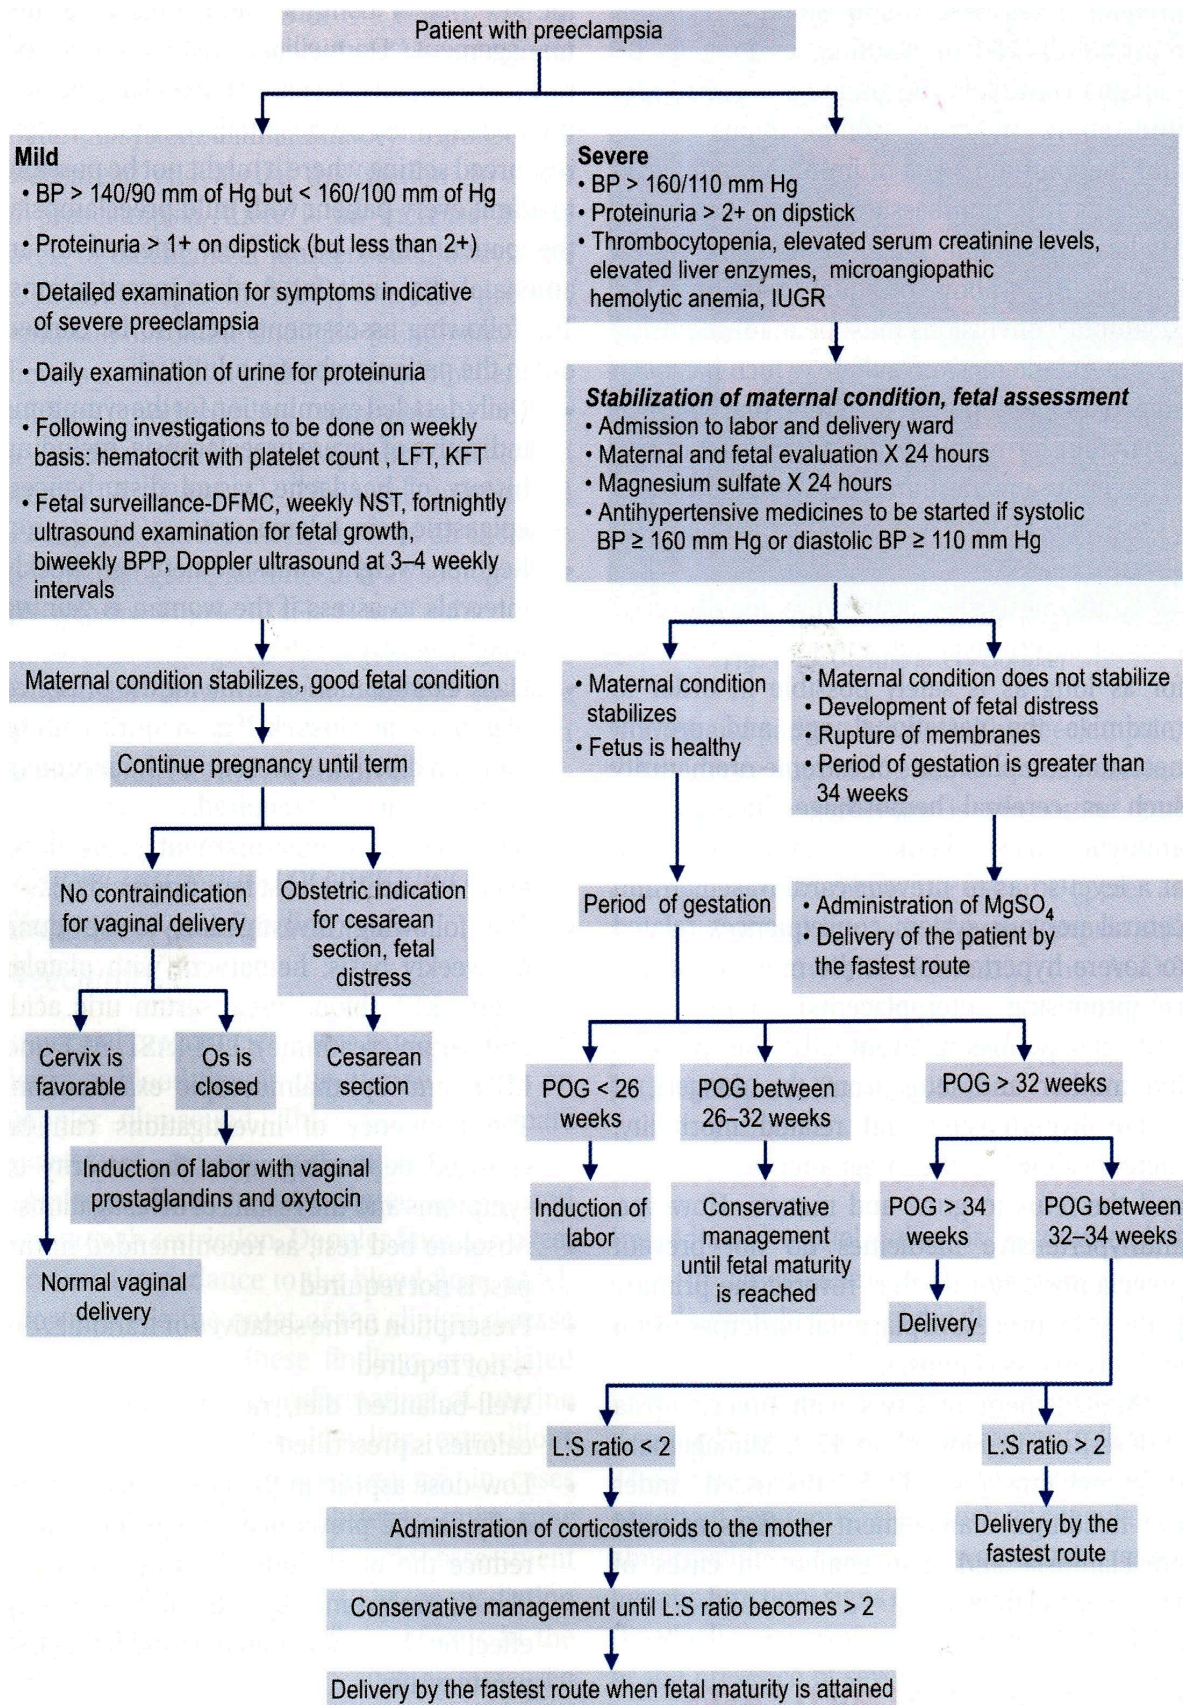 Patient with preeclampsia
Mild
• BP > 140/90 mm of Hg but < 160/100 mm of Hg
• Proteinuria > 1+ on dipstick (but less than 2+)
• Detailed examination for symptoms indicative
of severe preeclampsia
• Daily examination of urine for proteinuria
• Following investigations to be done on weekly
basis: hematocrit with platelet count , LFT, KFT
• Fetal surveillance-DFMC, weekly NST, fortnightly
ultrasound examination for fetal growth,
biweekly BPP, Doppler ultrasound at 3–4 weekly
intervals
Severe
• BP > 160/110 mm Hg
• Proteinuria > 2+ on dipstick
• Thrombocytopenia, elevated serum creatinine levels,
elevated liver enzymes, microangiopathic
hemolytic anemia, IUGR
Stabilization of maternal condition, fetal assessment
• Admission to labor and delivery ward
• Maternal and fetal evaluation X 24 hours
• Magnesium sulfate X 24 hours
• Antihypertensive medicines to be started if systolic
BP ≥ 160 mm Hg or diastolic BP ≥ 110 mm Hg
Maternal condition stabilizes, good fetal condition
Continue pregnancy until term
No contraindication
for vaginal delivery
Obstetric indication
for cesarean
section, fetal
distress
Cervix is
favorable
Os is
closed
Cesarean
section
Induction of labor with vaginal
prostaglandins and oxytocin
Normal vaginal
delivery
• Maternal condition
stabilizes
• Fetus is healthy
• Maternal condition does not stabilize
• Development of fetal distress
• Rupture of membranes
• Period of gestation is greater than
34 weeks
Period of gestation
• Administration of MgSO₄
• Delivery of the patient by
the fastest route
POG < 26
weeks
POG between
26–32 weeks
POG > 32 weeks
Induction of
labor
Conservative
management
until fetal maturity
is reached
POG > 34
weeks
POG between
32–34 weeks
Delivery
L:S ratio < 2
L:S ratio > 2
Administration of corticosteroids to the mother
Delivery by the
fastest route
Conservative management until L:S ratio becomes > 2
Delivery by the fastest route when fetal maturity is attained